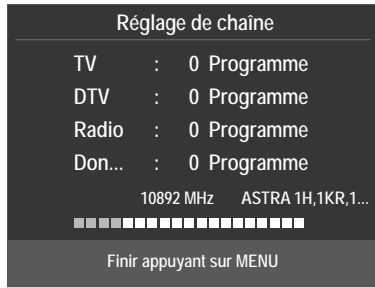 Réglage de chaîne
TV : 0 Programme
DTV : 0 Programme
Radio : 0 Programme
Don... : 0 Programme
10892 MHz ASTRA 1H,1KR,1...
Finir appuyant sur MENU